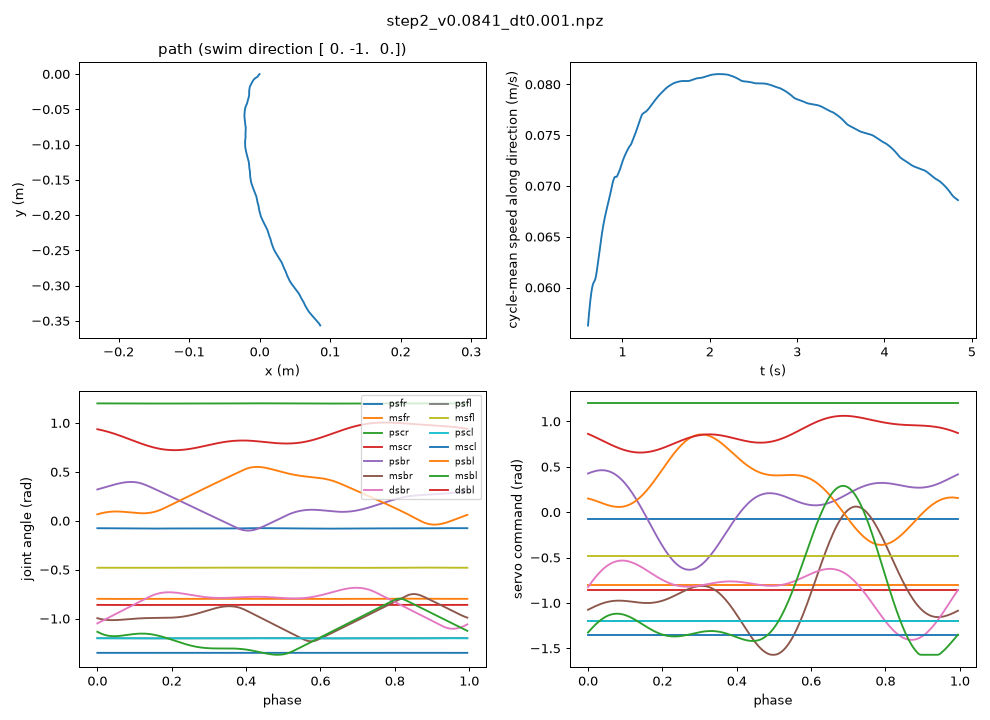 step2_v0.0841_dt0.001.npz
path (swim direction [ 0. -1.  0.])
0.00
−0.05
−0.10
−0.15
−0.20
−0.25
−0.30
−0.35
y (m)
−0.2
−0.1
0.0
0.1
0.2
0.3
x (m)
cycle-mean speed along direction (m/s)
0.080
0.075
0.070
0.065
0.060
1
2
3
4
5
t (s)
joint angle (rad)
1.0
0.5
0.0
−0.5
−1.0
psfr
msfr
pscr
mscr
psbr
msbr
dsbr
psfl
msfl
pscl
mscl
psbl
msbl
dsbl
0.0
0.2
0.4
0.6
0.8
1.0
phase
servo command (rad)
1.0
0.5
0.0
−0.5
−1.0
−1.5
0.0
0.2
0.4
0.6
0.8
1.0
phase